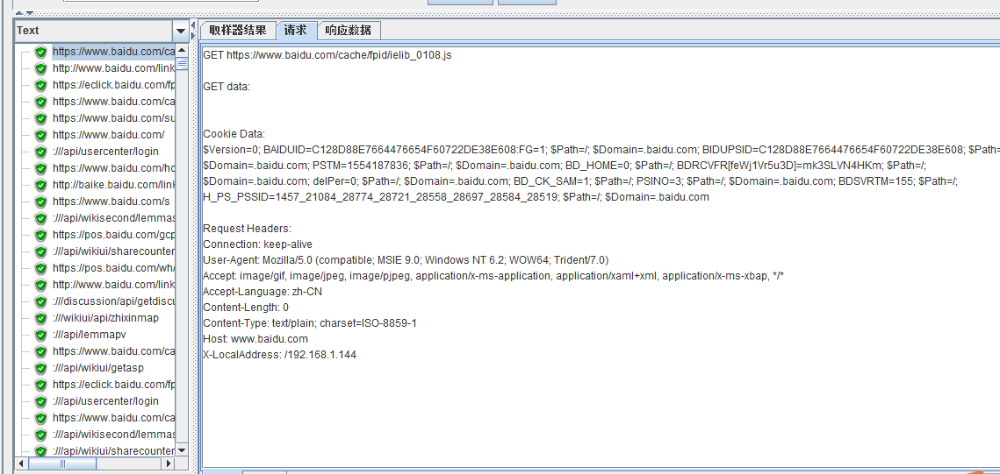 Text
取样器结果 请求 响应数据
https://www.baidu.com/ca
http://www.baidu.com/link
https://eclick.baidu.com/fp
https://www.baidu.com/ca
https://www.baidu.com/su
https://www.baidu.com/
:///api/usercenter/login
https://www.baidu.com/ho
http://baike.baidu.com/link
https://www.baidu.com/s
:///api/wikisecond/lemmas
https://pos.baidu.com/gcp
:///api/wikiui/sharecounter
https://pos.baidu.com/wh/
http://www.baidu.com/link
:///discussion/api/getdiscu
:///wikiui/api/zhixinmap
:///api/lemmapv
https://www.baidu.com/ca
:///api/wikiui/getasp
https://eclick.baidu.com/fp
:///api/usercenter/login
https://www.baidu.com/ca
:///api/wikisecond/lemmas
:///api/wikiui/sharecounter
GET https://www.baidu.com/cache/fpid/ielib_0108.js
GET data:
Cookie Data:
$Version=0; BAIDUID=C128D88E7664476654F60722DE38E608:FG=1; $Path=/; $Domain=.baidu.com; BIDUPSID=C128D88E7664476654F60722DE38E608; $Path=
$Domain=.baidu.com; PSTM=1554187836; $Path=/; $Domain=.baidu.com; BD_HOME=0; $Path=/; BDRCVFR[feWj1Vr5u3D]=mk3SLVN4HKm; $Path=/;
$Domain=.baidu.com; delPer=0; $Path=/; $Domain=.baidu.com; BD_CK_SAM=1; $Path=/; PSINO=3; $Path=/; $Domain=.baidu.com; BDSVRTM=155; $Path=/;
H_PS_PSSID=1457_21084_28774_28721_28558_28697_28584_28519; $Path=/; $Domain=.baidu.com
Request Headers:
Connection: keep-alive
User-Agent: Mozilla/5.0 (compatible; MSIE 9.0; Windows NT 6.2; WOW64; Trident/7.0)
Accept: image/gif, image/jpeg, image/pjpeg, application/x-ms-application, application/xaml+xml, application/x-ms-xbap, */*
Accept-Language: zh-CN
Content-Length: 0
Content-Type: text/plain; charset=ISO-8859-1
Host: www.baidu.com
X-LocalAddress: /192.168.1.144